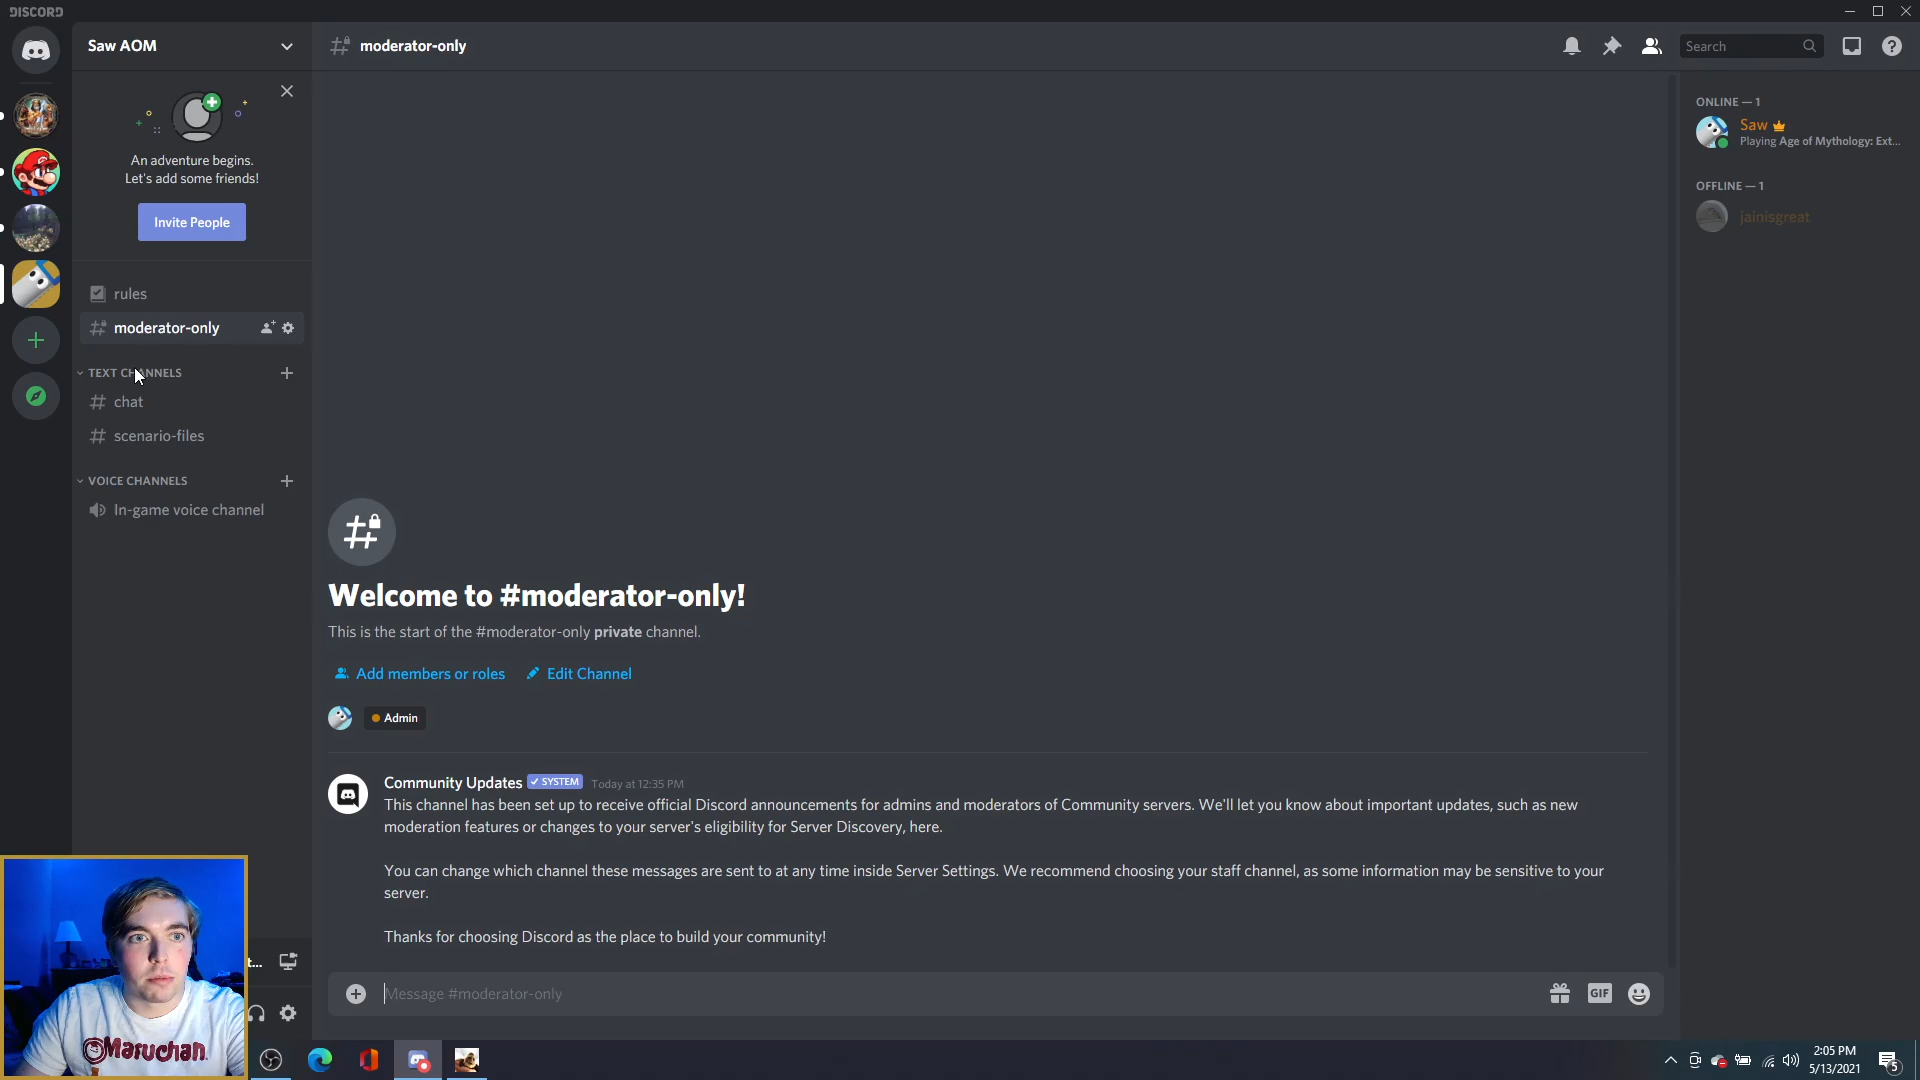 DISCORD
Saw AOM
moderator-only
Search
An adventure begins.
Let's add some friends!
Invite People
rules
moderator-only
TEXT CHANNELS
chat
scenario-files
VOICE CHANNELS
In-game voice channel
ONLINE — 1
Saw
Playing Age of Mythology: Ext...
OFFLINE — 1
jainisgreat
Welcome to #moderator-only!
This is the start of the #moderator-only private channel.
Add members or roles
Edit Channel
Admin
Community Updates SYSTEM Today at 12:35 PM
This channel has been set up to receive official Discord announcements for admins and moderators of Community servers. We'll let you know about important updates, such as new
moderation features or changes to your server's eligibility for Server Discovery, here.
You can change which channel these messages are sent to at any time inside Server Settings. We recommend choosing your staff channel, as some information may be sensitive to your
server.
Thanks for choosing Discord as the place to build your community!
Message #moderator-only
GIF
t...
Maruchan.
2:05 PM
5/13/2021
5